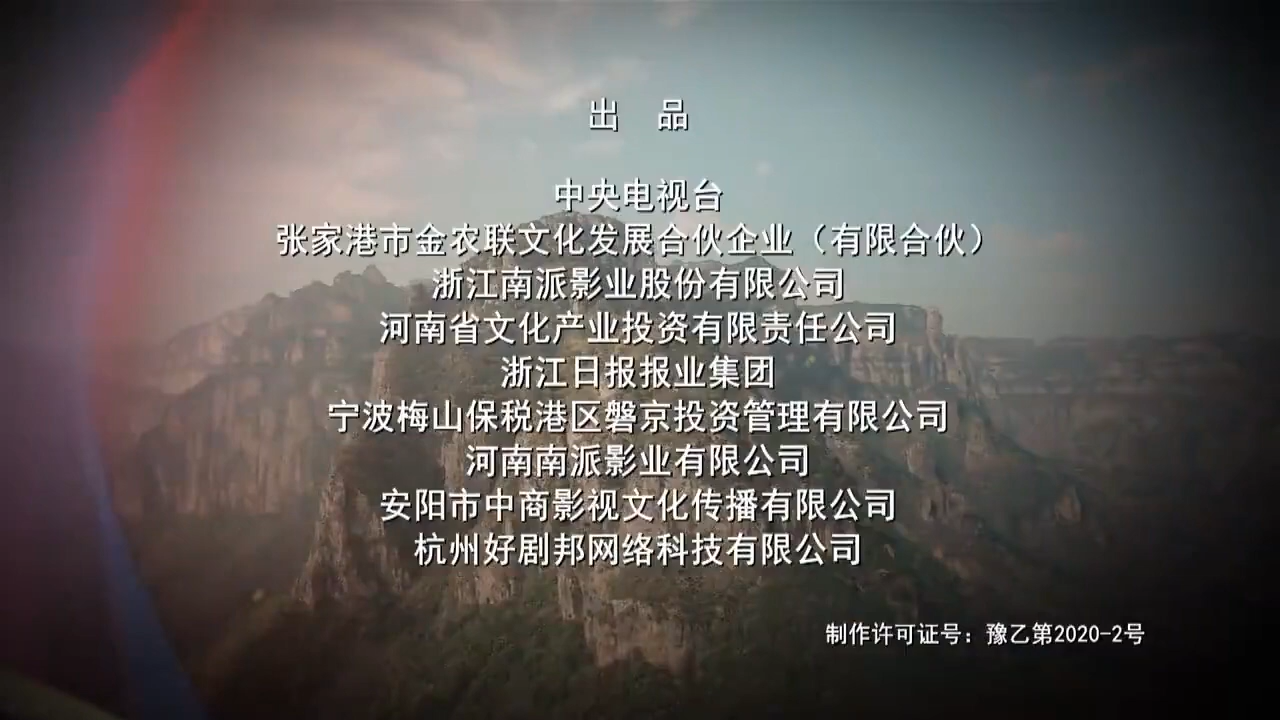 出 品
中央电视台
张家港市金农联文化发展合伙企业（有限合伙）
浙江南派影业股份有限公司
河南省文化产业投资有限责任公司
浙江日报报业集团
宁波梅山保税港区磐京投资管理有限公司
河南南派影业有限公司
安阳市中商影视文化传播有限公司
杭州好剧邦网络科技有限公司
制作许可证号：豫乙第2020-2号